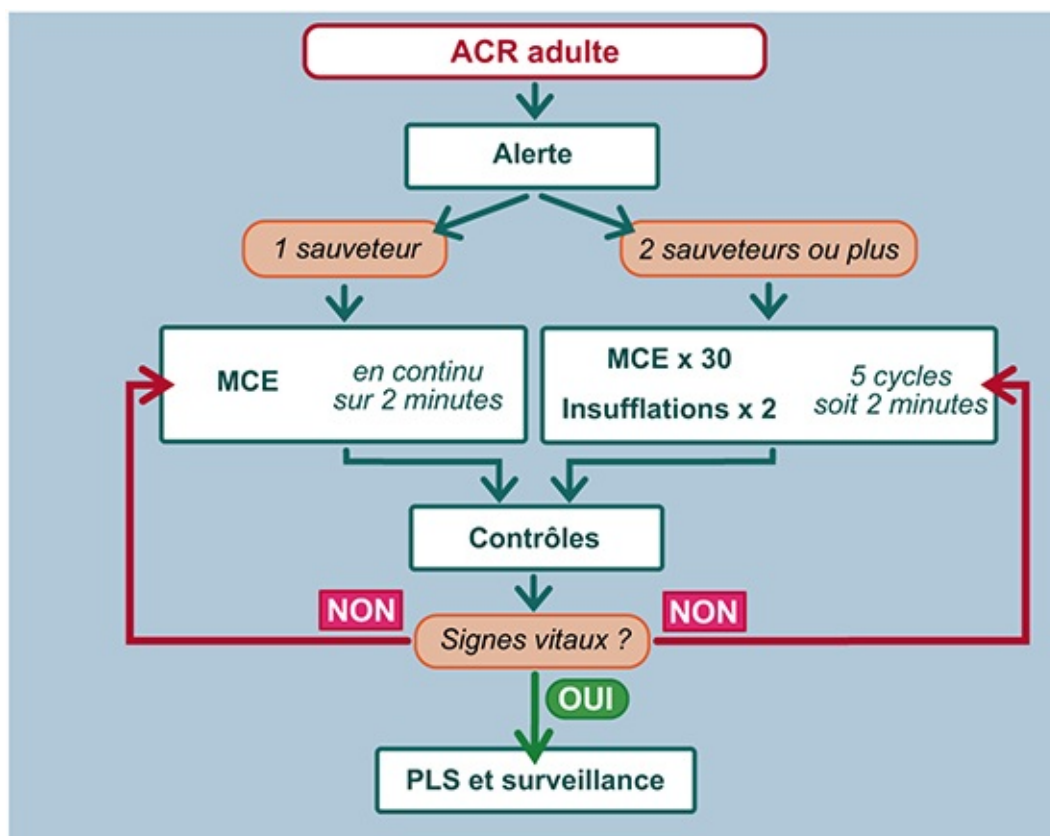 ACR adulte
Alerte
1 sauveteur
2 sauveteurs ou plus
MCE
en continu
sur 2 minutes
MCE x 30
Insufflations x 2
5 cycles
soit 2 minutes
Contrôles
NON
NON
Signes vitaux ?
OUI
PLS et surveillance